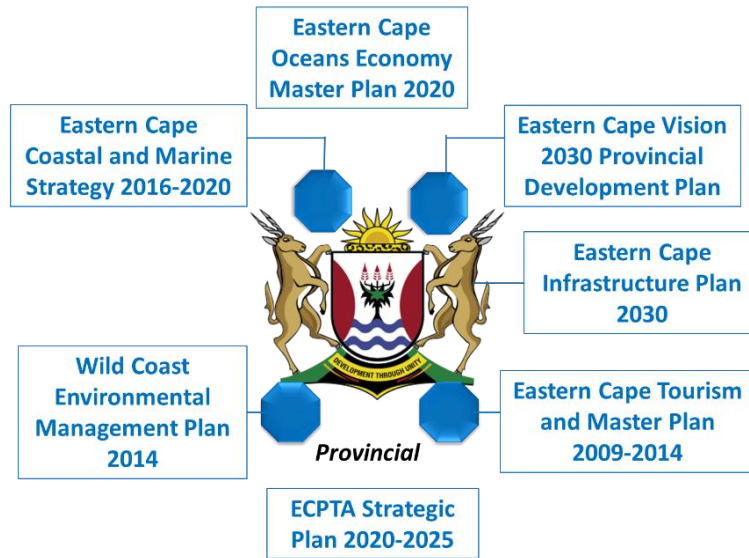 Eastern Cape
Oceans Economy
Master Plan 2020
Eastern Cape
Coastal and Marine
Strategy 2016-2020
Eastern Cape Vision
2030 Provincial
Development Plan
Eastern Cape
Infrastructure Plan
2030
DEVELOPMENT THROUGH UNITY
Wild Coast
Environmental
Management Plan
2014
Eastern Cape Tourism
and Master Plan
2009-2014
Provincial
ECPTA Strategic
Plan 2020-2025